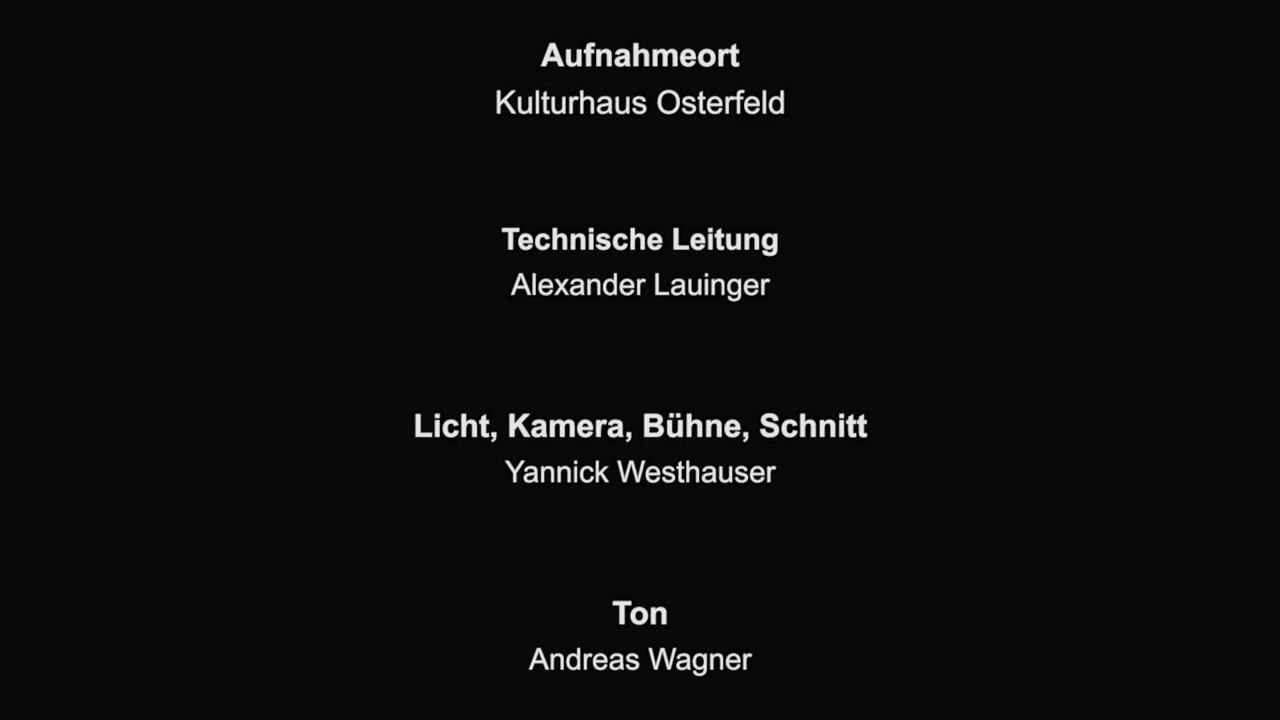 Aufnahmeort
Kulturhaus Osterfeld
Technische Leitung
Alexander Lauinger
Licht, Kamera, Bühne, Schnitt
Yannick Westhauser
Ton
Andreas Wagner